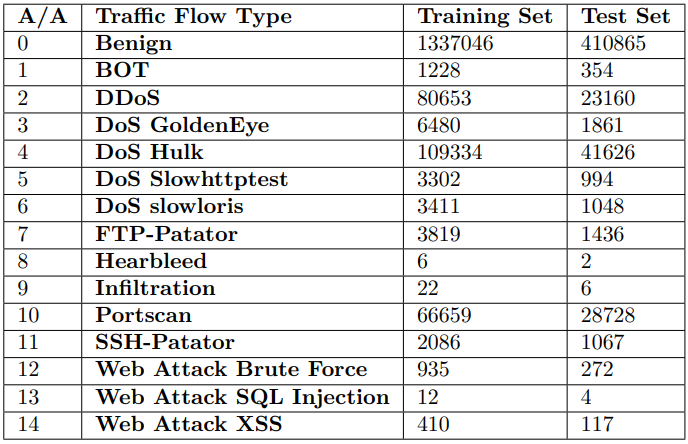 A/A Traffic Flow Type Training Set Test Set
0 Benign 1337046 410865
1 BOT 1228 354
2 DDoS 80653 23160
3 DoS GoldenEye 6480 1861
4 DoS Hulk 109334 41626
5 DoS Slowhttptest 3302 994
6 DoS slowloris 3411 1048
7 FTP-Patator 3819 1436
8 Hearbleed 6 2
9 Infiltration 22 6
10 Portscan 66659 28728
11 SSH-Patator 2086 1067
12 Web Attack Brute Force 935 272
13 Web Attack SQL Injection 12 4
14 Web Attack XSS 410 117